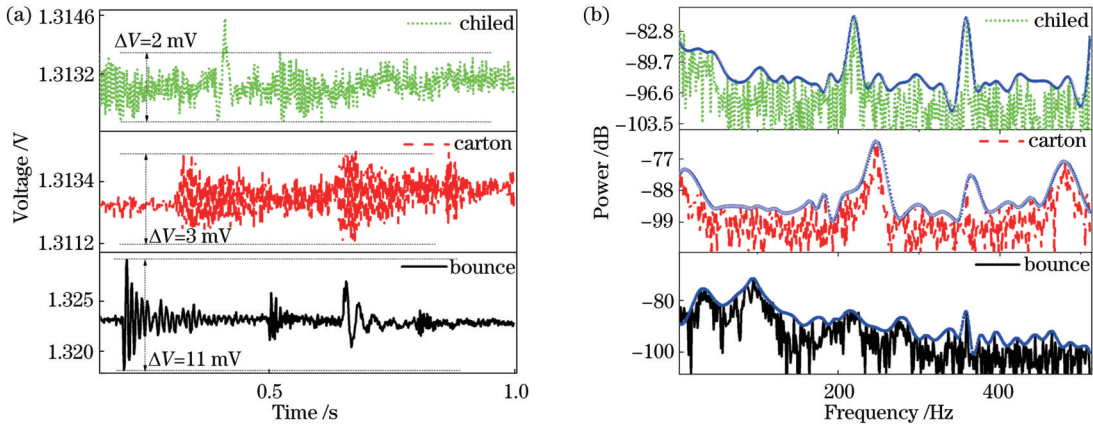 (a)
Voltage /V
1.3146
1.3132
ΔV=2 mV
chiled
1.3134
1.3112
ΔV=3 mV
carton
1.325
1.320
ΔV=11 mV
bounce
0.5
1.0
Time /s
(b)
Power /dB
-82.8
-89.7
-96.6
-103.5
chiled
-77
-88
-99
carton
-80
-100
bounce
200
400
Frequency /Hz